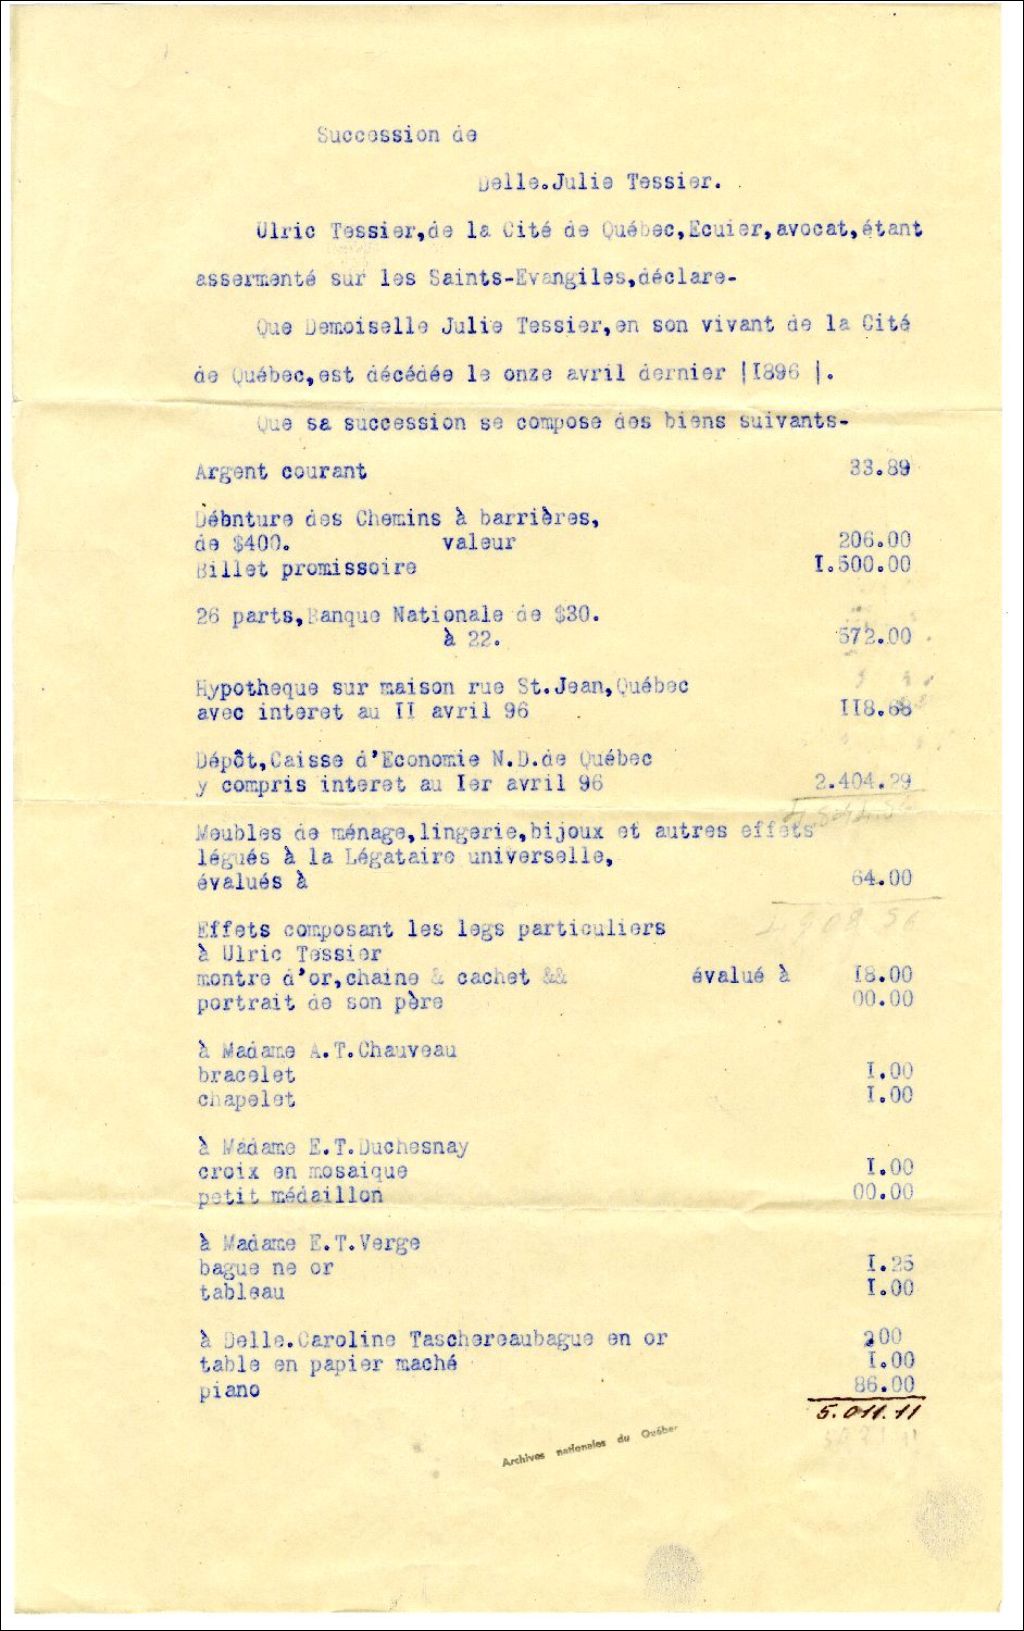 Succession de
Delle.Julie Tessier.
Ulric Tessier,de la Cité de Québec,Ecuier,avocat,étant
assermenté sur les Saints-Evangiles,déclare-
Que Demoiselle Julie Tessier,en son vivant de la Cité
de Québec,est décédée le onze avril dernier |I896 |.
Que sa succession se compose des biens suivants-
Argent courant 33.89
Débnture des Chemins à barrières,
de $400. valeur 206.00
Billet promissoire I.500.00
26 parts,Banque Nationale de $30.
à 22. 572.00
Hypotheque sur maison rue St.Jean,Québec
avec interet au II avril 96 II8.68
Dépôt,Caisse d'Economie N.D.de Québec
y compris interet au Ier avril 96 2.404.29
Meubles de ménage,lingerie,bijoux et autres effets
légués à la Légataire universelle,
évalués à 64.00
Effets composant les legs particuliers
à Ulric Tessier
montre d'or,chaine & cachet && évalué à I8.00
portrait de son père 00.00
à Madame A.T.Chauveau
bracelet I.00
chapelet I.00
à Madame E.T.Duchesnay
croix en mosaique I.00
petit médaillon 00.00
à Madame E.T.Verge
bague ne or I.25
tableau I.00
à Delle.Caroline Taschereaubague en or 200
table en papier maché I.00
piano 86.00
5.011.11
Archives nationales du Québec